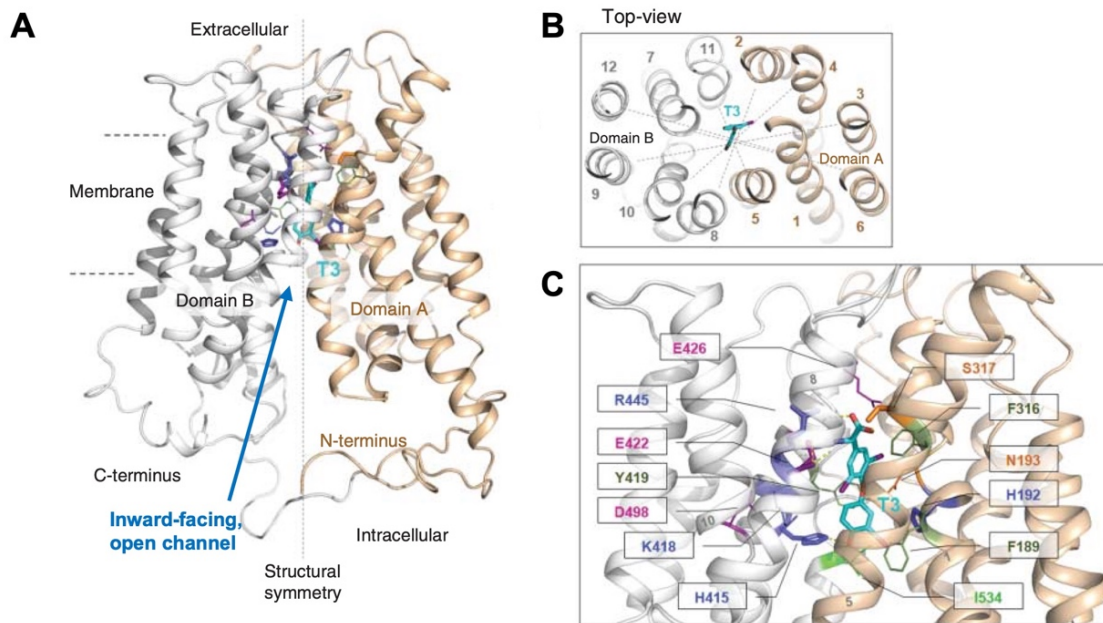 A
Extracellular
Membrane
T3
Domain B
Domain A
N-terminus
C-terminus
Inward-facing,
open channel
Intracellular
Structural
symmetry
B
Top-view
2
11
7
4
12
3
T3
Domain B
Domain A
9
10
8
5
1
6
C
E426
8
S317
R445
F316
E422
N193
Y419
T3
H192
D498
10
K418
F189
H415
5
I534